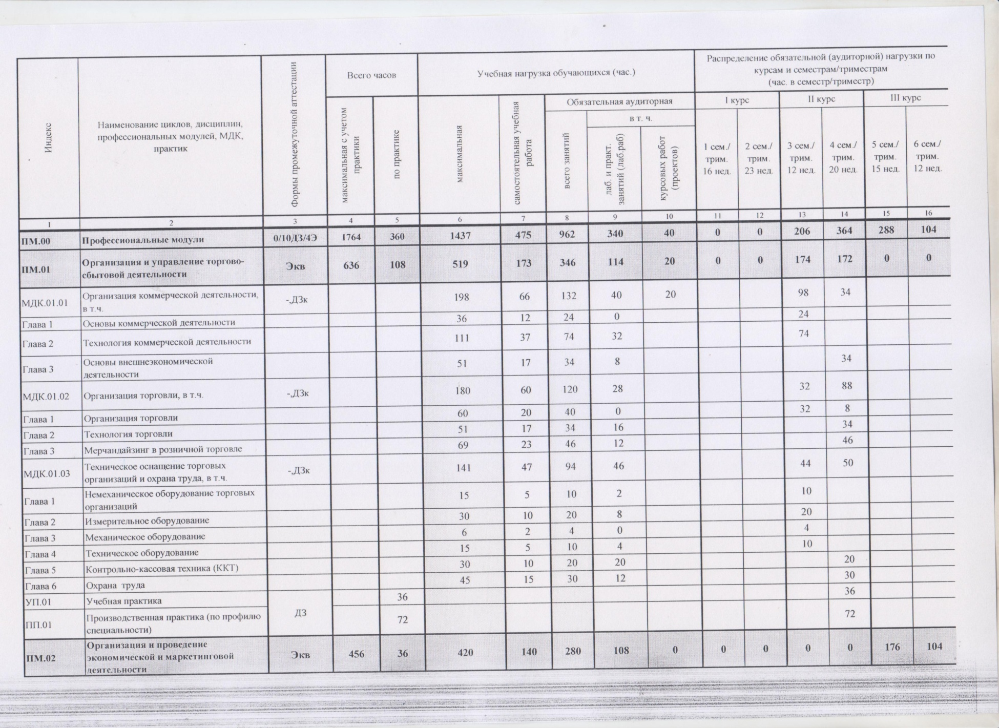 Индекс
Наименование циклов, дисциплин,
профессиональных модулей, МДК,
практик
Формы промежуточной аттестации
Всего часов
Учебная нагрузка обучающихся (час.)
Распределение обязательной (аудиторной) нагрузки по
курсам и семестрам/триместрам
(час. в семестр/триместр)
максимальная с учетом
практики
по практике
максимальная
самостоятельная учебная
работа
Обязательная аудиторная
I курс
II курс
III курс
всего занятий
в т. ч.
лаб. и практ.
занятий (лаб.раб)
курсовых работ
(проектов)
1 сем./
трим.
16 нед.
2 сем./
трим.
23 нед.
3 сем./
трим.
12 нед.
4 сем./
трим.
20 нед.
5 сем./
трим.
15 нед.
6 сем./
трим.
12 нед.
1 2 3 4 5 6 7 8 9 10 11 12 13 14 15 16
ПМ.00 Профессиональные модули 0/10ДЗ/4Э 1764 360 1437 475 962 340 40 0 0 206 364 288 104
ПМ.01 Организация и управление торгово-
сбытовой деятельности Экв 636 108 519 173 346 114 20 0 0 174 172 0 0
МДК.01.01 Организация коммерческой деятельности,
в т.ч. -,ДЗк 198 66 132 40 20 98 34
Глава 1 Основы коммерческой деятельности 36 12 24 0 24
Глава 2 Технология коммерческой деятельности 111 37 74 32 74
Глава 3 Основы внешнеэкономической
деятельности 51 17 34 8 34
МДК.01.02 Организация торговли, в т.ч. -,ДЗк 180 60 120 28 32 88
Глава 1 Организация торговли 60 20 40 0 32 8
Глава 2 Технология торговли 51 17 34 16 34
Глава 3 Мерчандайзинг в розничной торговле 69 23 46 12 46
МДК.01.03 Техническое оснащение торговых
организаций и охрана труда, в т.ч. -,ДЗк 141 47 94 46 44 50
Глава 1 Немеханическое оборудование торговых
организаций 15 5 10 2 10
Глава 2 Измерительное оборудование 30 10 20 8 20
Глава 3 Механическое оборудование 6 2 4 0 4
Глава 4 Техническое оборудование 15 5 10 4 10
Глава 5 Контрольно-кассовая техника (ККТ) 30 10 20 20 20
Глава 6 Охрана труда 45 15 30 12 30
УП.01 Учебная практика ДЗ 36 36
ПП.01 Производственная практика (по профилю
специальности) 72 72
ПМ.02 Организация и проведение
экономической и маркетинговой
деятельности Экв 456 36 420 140 280 108 0 0 0 0 0 176 104